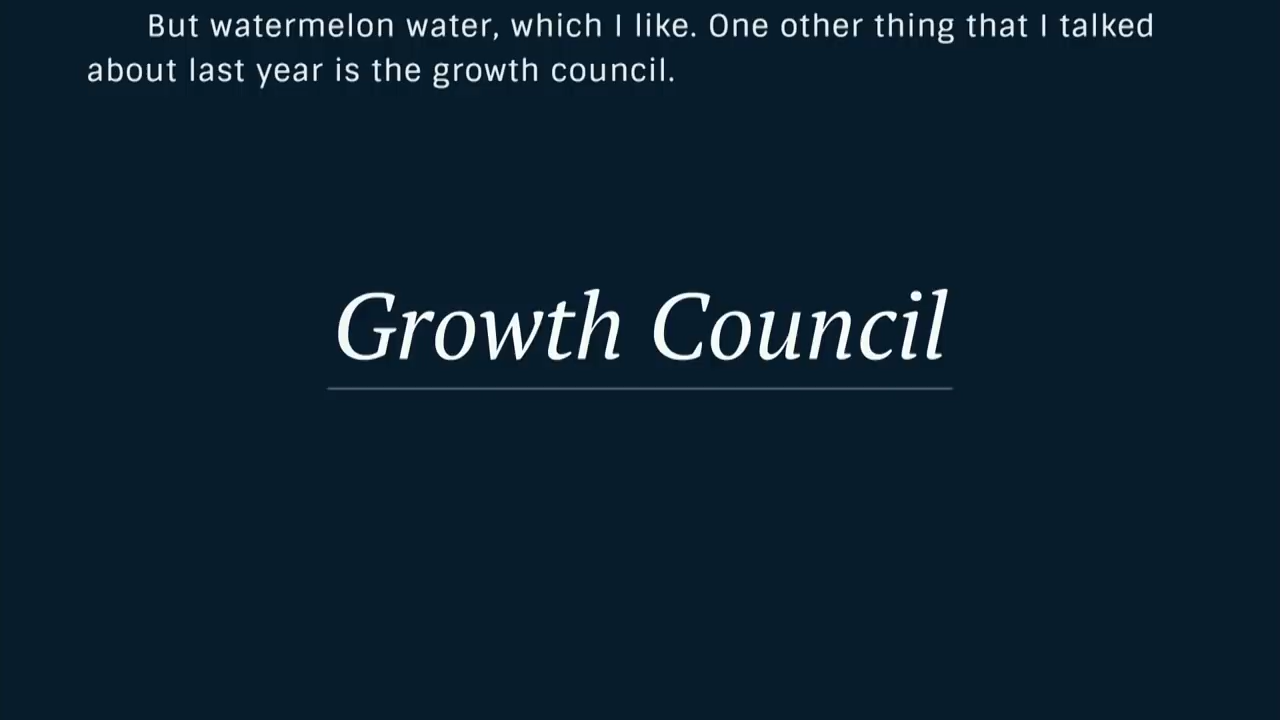 But watermelon water, which I like. One other thing that I talked
about last year is the growth council.
Growth Council